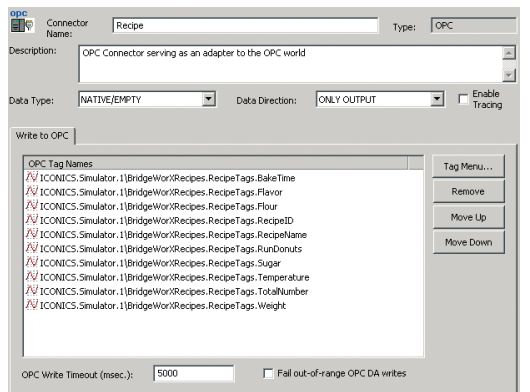 opc
Connector Name: Recipe Type: OPC
Description: OPC Connector serving as an adapter to the OPC world
Data Type: NATIVE/EMPTY Data Direction: ONLY OUTPUT Enable Tracing
Write to OPC
OPC Tag Names
Tag Menu...
ICONICS.Simulator.1\BridgeWorXRecipes.RecipeTags.BakeTime
ICONICS.Simulator.1\BridgeWorXRecipes.RecipeTags.Flavor
Remove
ICONICS.Simulator.1\BridgeWorXRecipes.RecipeTags.Flour
ICONICS.Simulator.1\BridgeWorXRecipes.RecipeTags.RecipeID
Move Up
ICONICS.Simulator.1\BridgeWorXRecipes.RecipeTags.RecipeName
ICONICS.Simulator.1\BridgeWorXRecipes.RecipeTags.RunDonuts
Move Down
ICONICS.Simulator.1\BridgeWorXRecipes.RecipeTags.Sugar
ICONICS.Simulator.1\BridgeWorXRecipes.RecipeTags.Temperature
ICONICS.Simulator.1\BridgeWorXRecipes.RecipeTags.TotalNumber
ICONICS.Simulator.1\BridgeWorXRecipes.RecipeTags.Weight
OPC Write Timeout (msec.): 5000 Fail out-of-range OPC DA writes